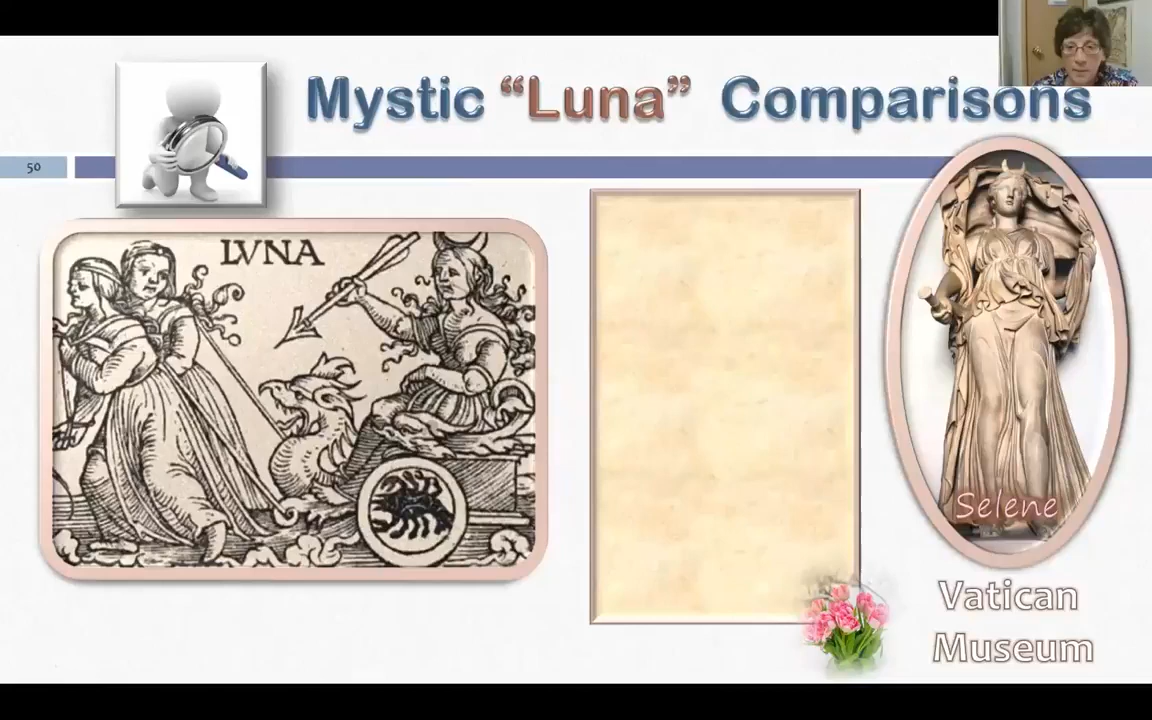 Mystic “Luna” Comparisons
50
LVNA
Selene
Vatican
Museum